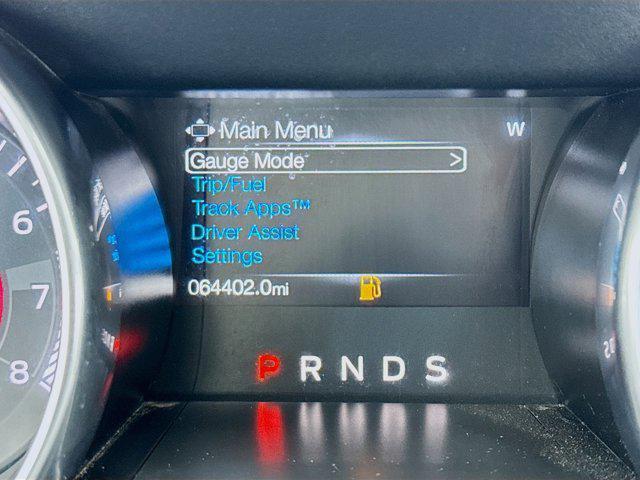 Main Menu W
Gauge Mode >
Trip/Fuel
Track Apps™
Driver Assist
Settings
064402.0mi
P R N D S
6
7
8